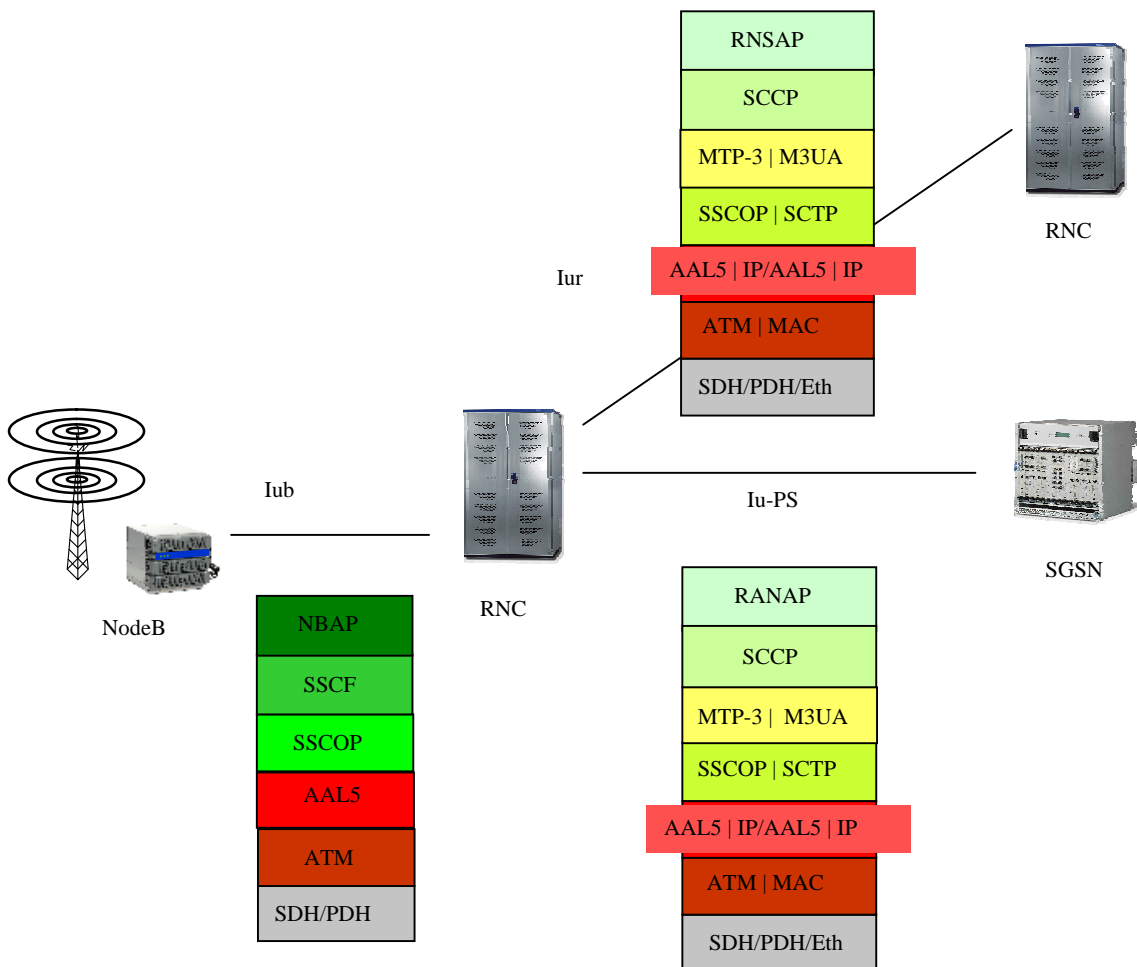 RNSAP
SCCP
MTP-3 | M3UA
SSCOP | SCTP
RNC
Iur
AAL5 | IP/AAL5 | IP
ATM | MAC
SDH/PDH/Eth
Iub
Iu-PS
SGSN
RNC
NodeB
NBAP
SSCF
SSCOP
AAL5
ATM
SDH/PDH
RANAP
SCCP
MTP-3 | M3UA
SSCOP | SCTP
AAL5 | IP/AAL5 | IP
ATM | MAC
SDH/PDH/Eth